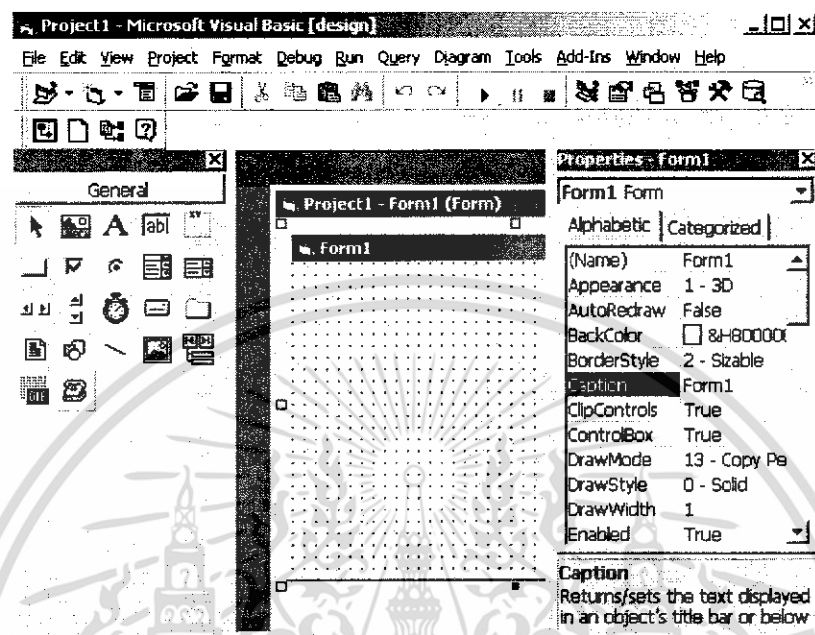 Project1 - Microsoft Visual Basic [design]
File Edit View Project Format Debug Run Query Diagram Tools Add-Ins Window Help
General
A
ab|
XY
OLE
Project1 - Form1 (Form)
Form1
Properties - Form1
Form1 Form
Alphabetic Categorized
(Name) Form1
Appearance 1 - 3D
AutoRedraw False
BackColor &H80000
BorderStyle 2 - Sizable
Caption Form1
ClipControls True
ControlBox True
DrawMode 13 - Copy Pe
DrawStyle 0 - Solid
DrawWidth 1
Enabled True
Caption
Returns/sets the text displayed
in an object's title bar or below